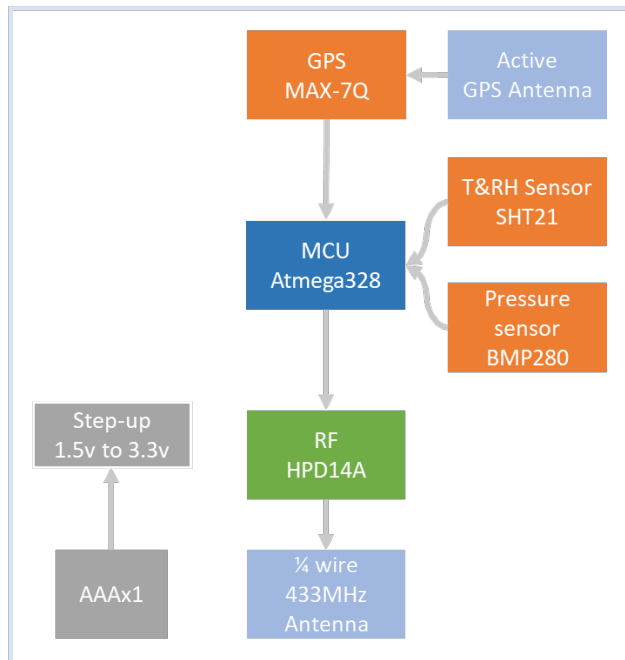 GPS
MAX-7Q
Active
GPS Antenna
T&RH Sensor
SHT21
MCU
Atmega328
Pressure
sensor
BMP280
Step-up
1.5v to 3.3v
RF
HPD14A
AAAx1
¼ wire
433MHz
Antenna